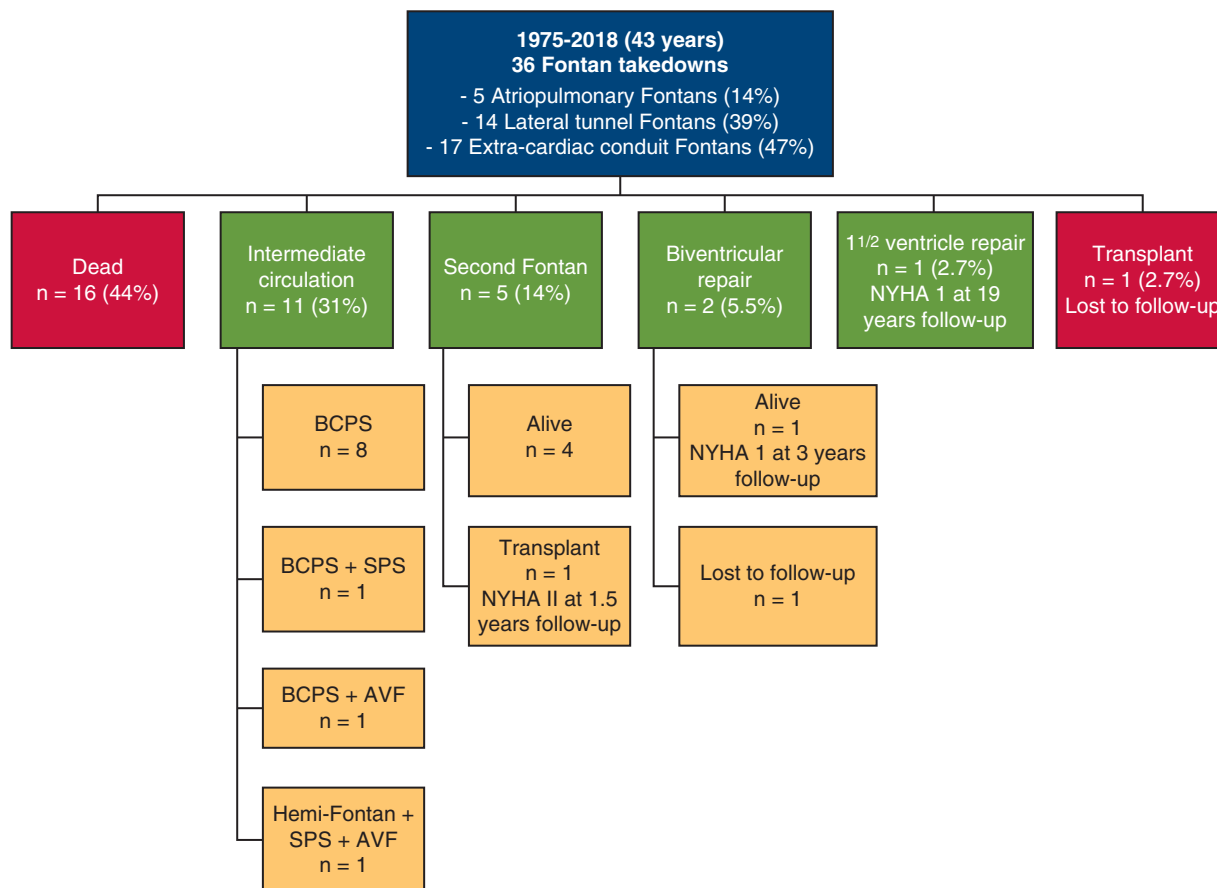 1975-2018 (43 years)
36 Fontan takedowns
- 5 Atriopulmonary Fontans (14%)
- 14 Lateral tunnel Fontans (39%)
- 17 Extra-cardiac conduit Fontans (47%)
Dead
n = 16 (44%)
Intermediate
circulation
n = 11 (31%)
Second Fontan
n = 5 (14%)
Biventricular
repair
n = 2 (5.5%)
1 1/2 ventricle repair
n = 1 (2.7%)
NYHA 1 at 19
years follow-up
Transplant
n = 1 (2.7%)
Lost to follow-up
BCPS
n = 8
BCPS + SPS
n = 1
BCPS + AVF
n = 1
Hemi-Fontan +
SPS + AVF
n = 1
Alive
n = 4
Transplant
n = 1
NYHA II at 1.5
years follow-up
Alive
n = 1
NYHA 1 at 3 years
follow-up
Lost to follow-up
n = 1